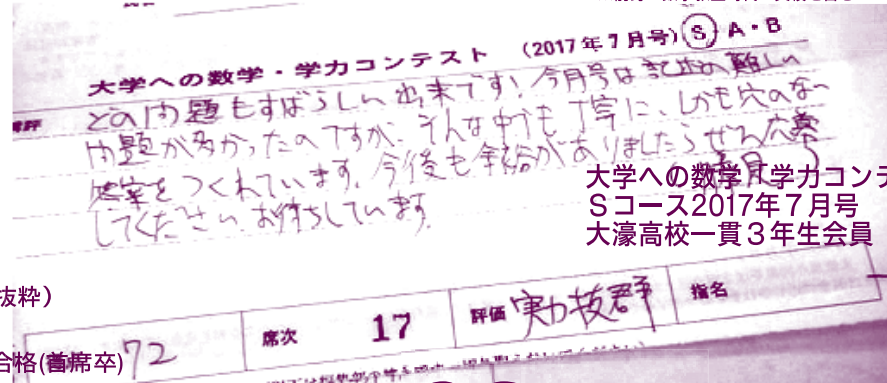 大学への数学・学力コンテスト (2017年7月号) S A・B
どの問題もすばらしい出来です!今月号は記述の難しい
問題が多かったのですが、そんな中でも丁寧に、しかも穴のない
答案をつくれています。今後も余裕がありましたらぜひ応募
してください。お待ちしています。
大学への数学 学力コンテ
Sコース2017年7月号
大濠高校一貫3年生会員
抜粋)
席次 17 評価 実力抜群 指名
合格(首席卒) 72